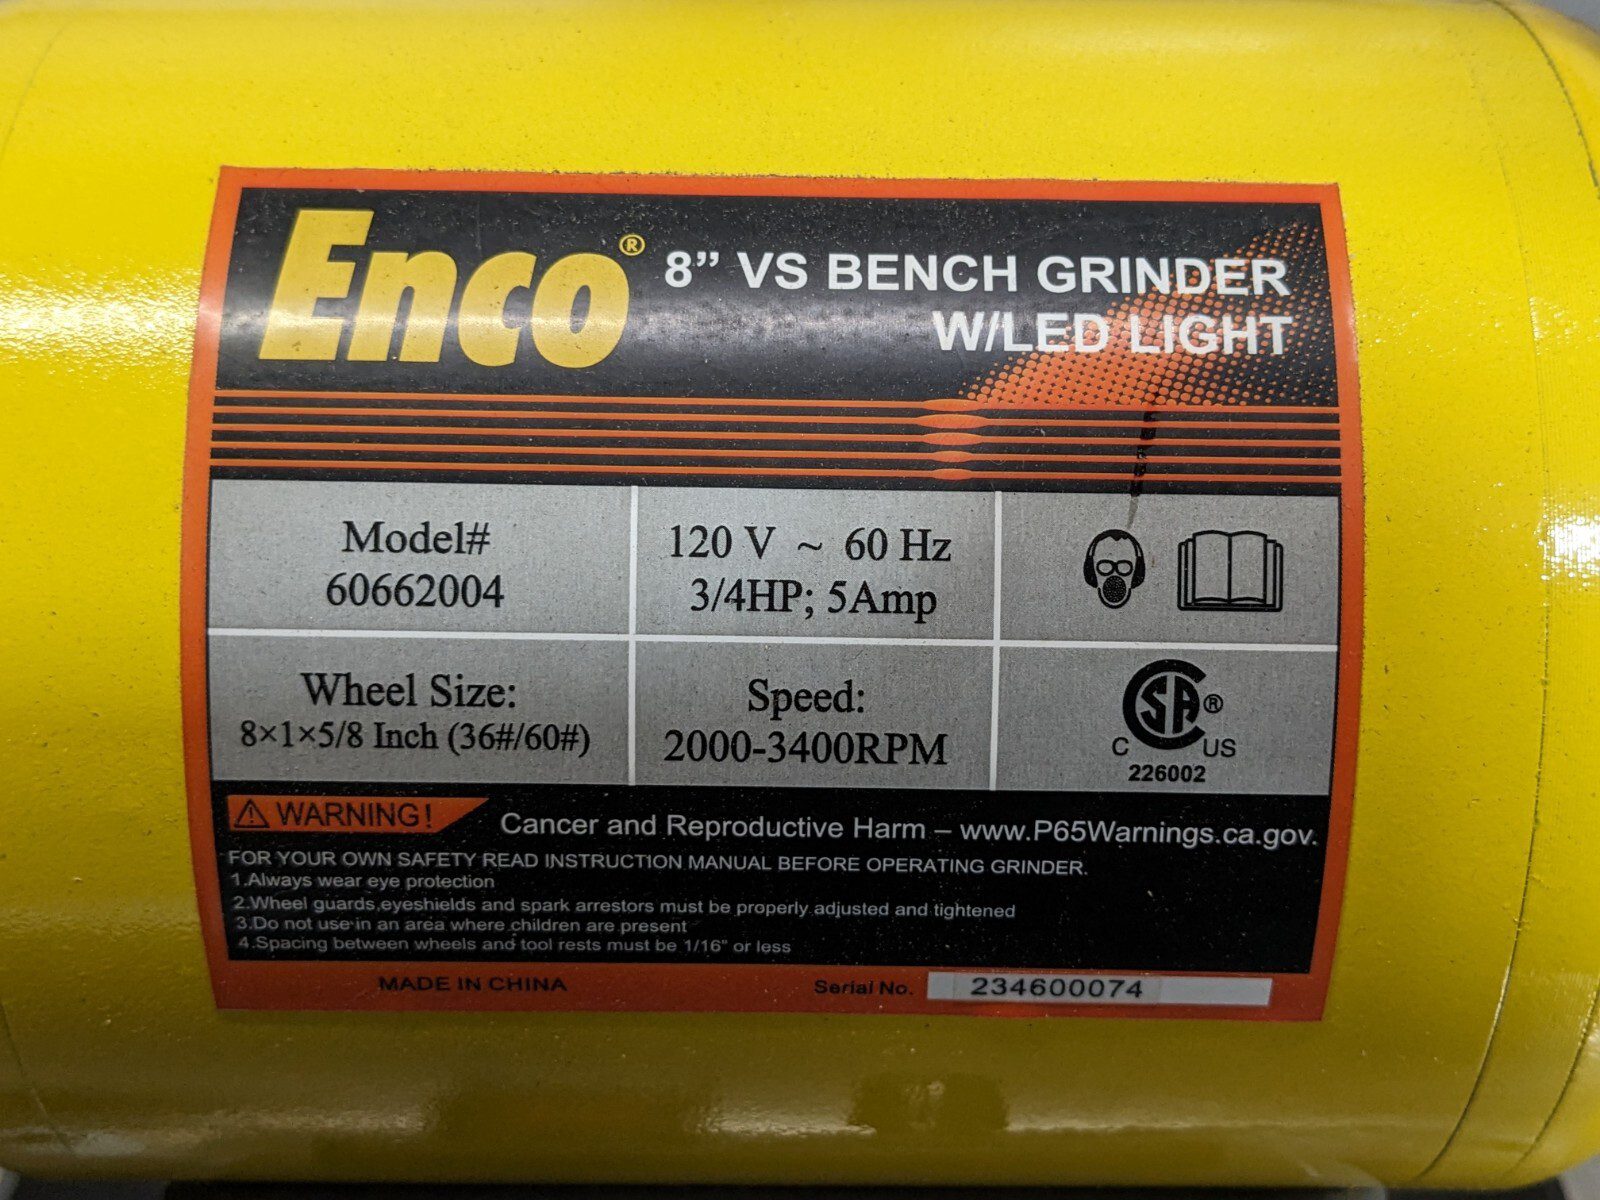 Enco® 8” VS BENCH GRINDER
W/LED LIGHT
Model#
60662004
120 V ~ 60 Hz
3/4HP; 5Amp
Wheel Size:
8×1×5/8 Inch (36#/60#)
Speed:
2000-3400RPM
CSA®
C US
226002
WARNING!
Cancer and Reproductive Harm – www.P65Warnings.ca.gov.
FOR YOUR OWN SAFETY READ INSTRUCTION MANUAL BEFORE OPERATING GRINDER.
1.Always wear eye protection
2.Wheel guards,eyeshields and spark arrestors must be properly adjusted and tightened
3.Do not use in an area where children are present
4.Spacing between wheels and tool rests must be 1/16” or less
MADE IN CHINA
Serial No. 234600074